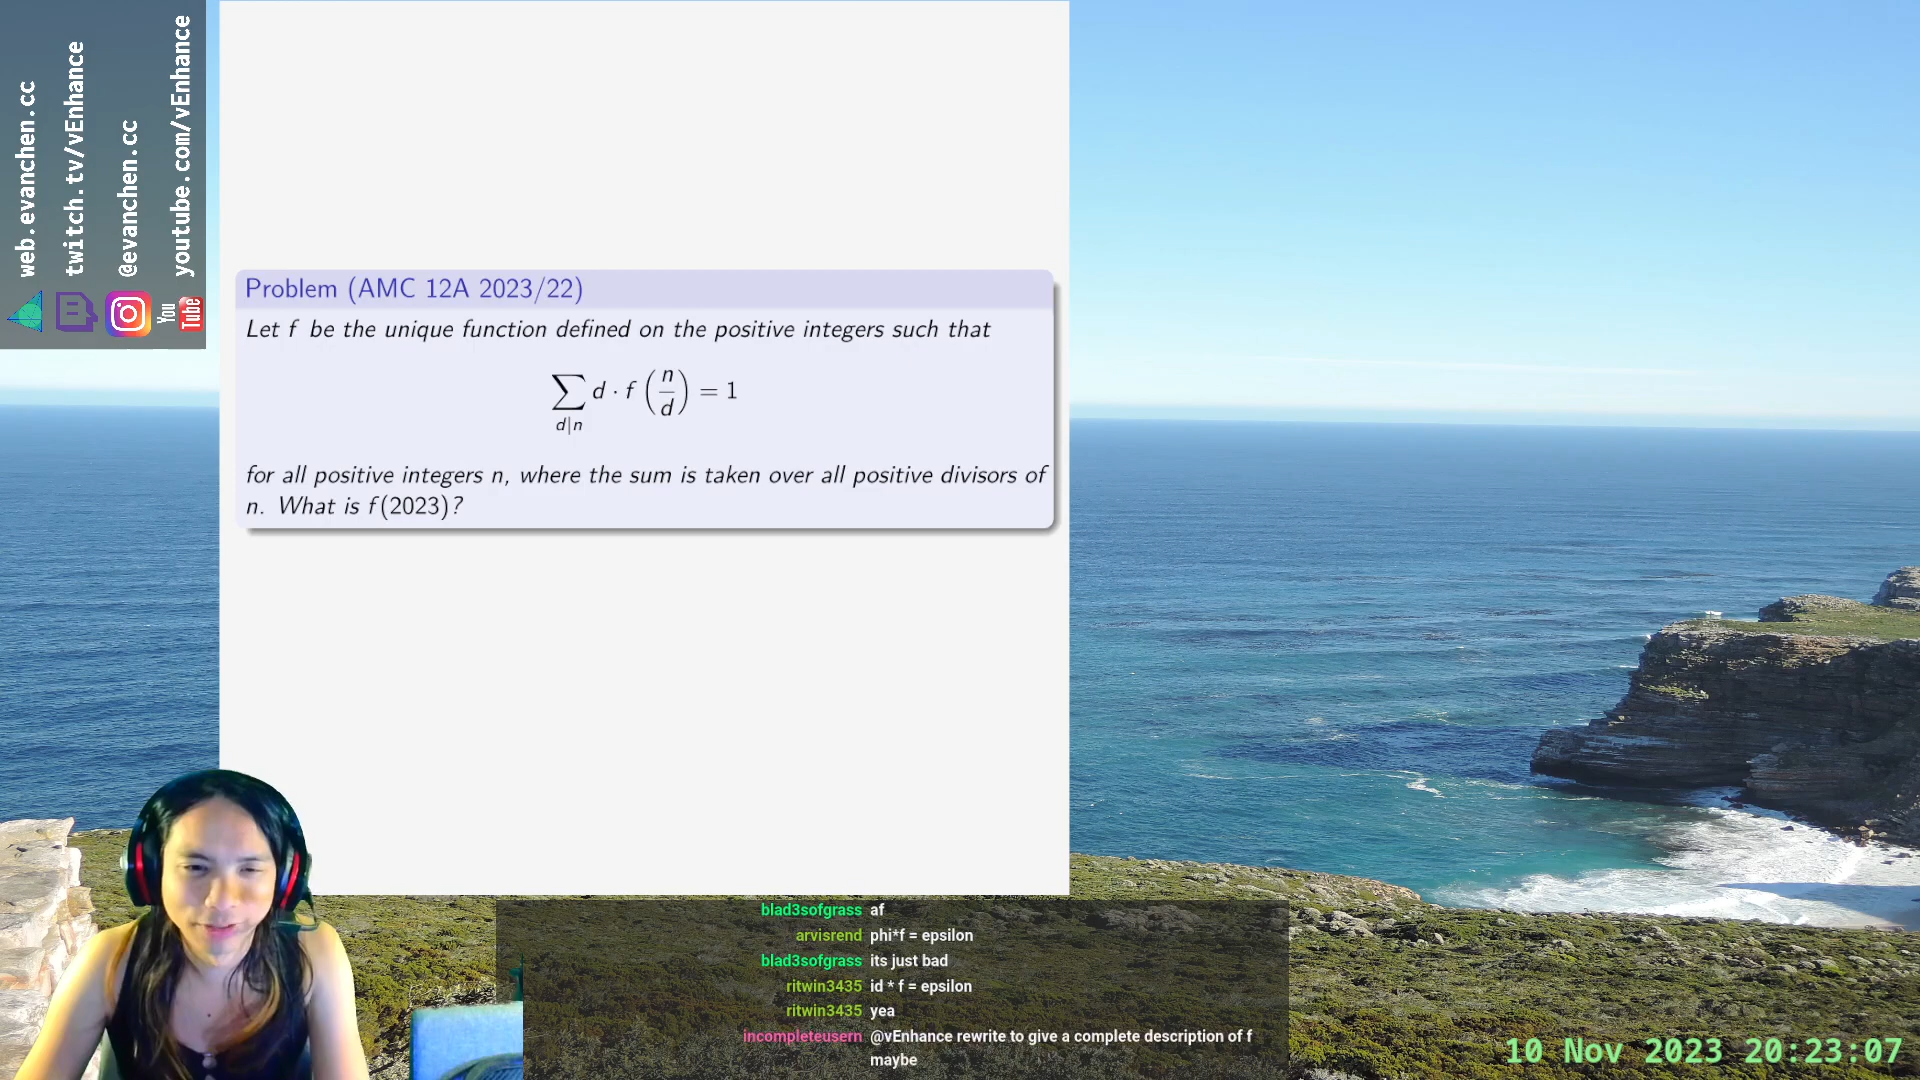 web.evanchen.cc
twitch.tv/vEnhance
@evanchen.cc
youtube.com/vEnhance
You
Tube
Problem (AMC 12A 2023/22)
Let f be the unique function defined on the positive integers such that
∑_{d|n} d · f (n/d) = 1
for all positive integers n, where the sum is taken over all positive divisors of
n. What is f(2023)?
blad3sofgrass af
arvisrend phi*f = epsilon
blad3sofgrass its just bad
ritwin3435 id * f = epsilon
ritwin3435 yea
incompleteusern @vEnhance rewrite to give a complete description of f
maybe
10 Nov 2023 20:23:07